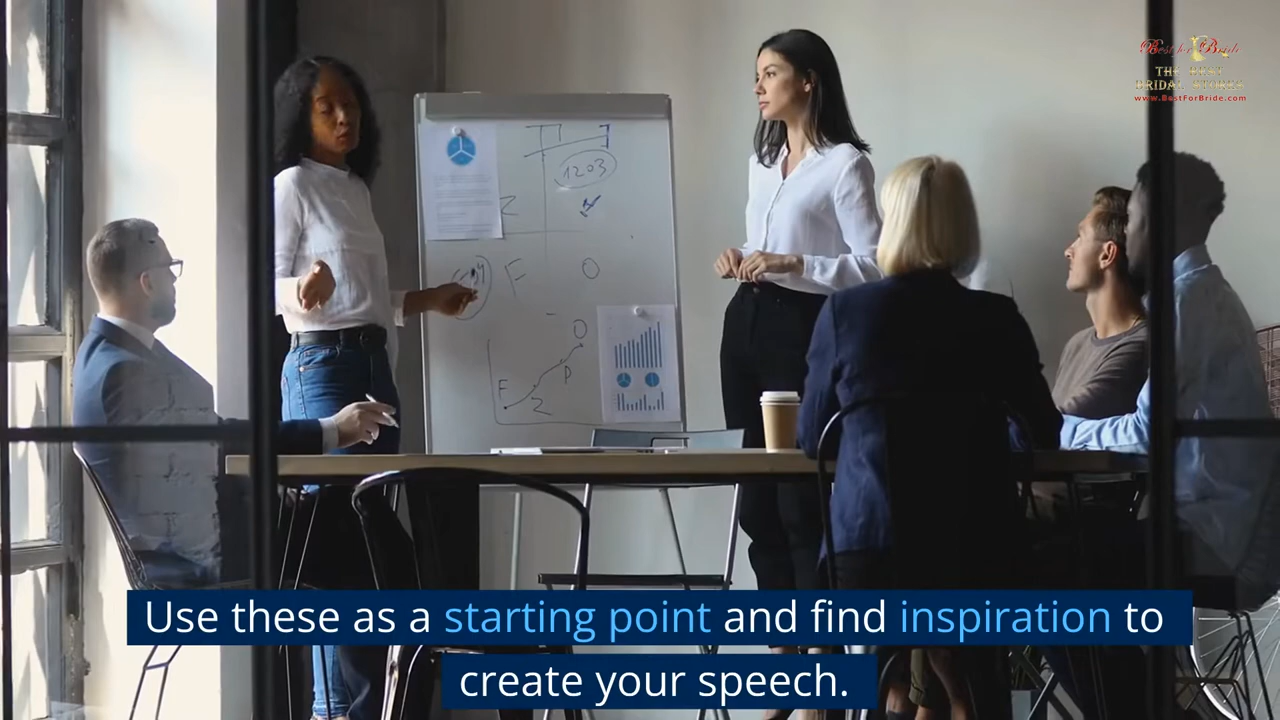 Best for Bride
THE BEST
BRIDAL STORES
www.BestForBride.com
1203
F
O
O
P
F
Z
Use these as a starting point and find inspiration to
create your speech.